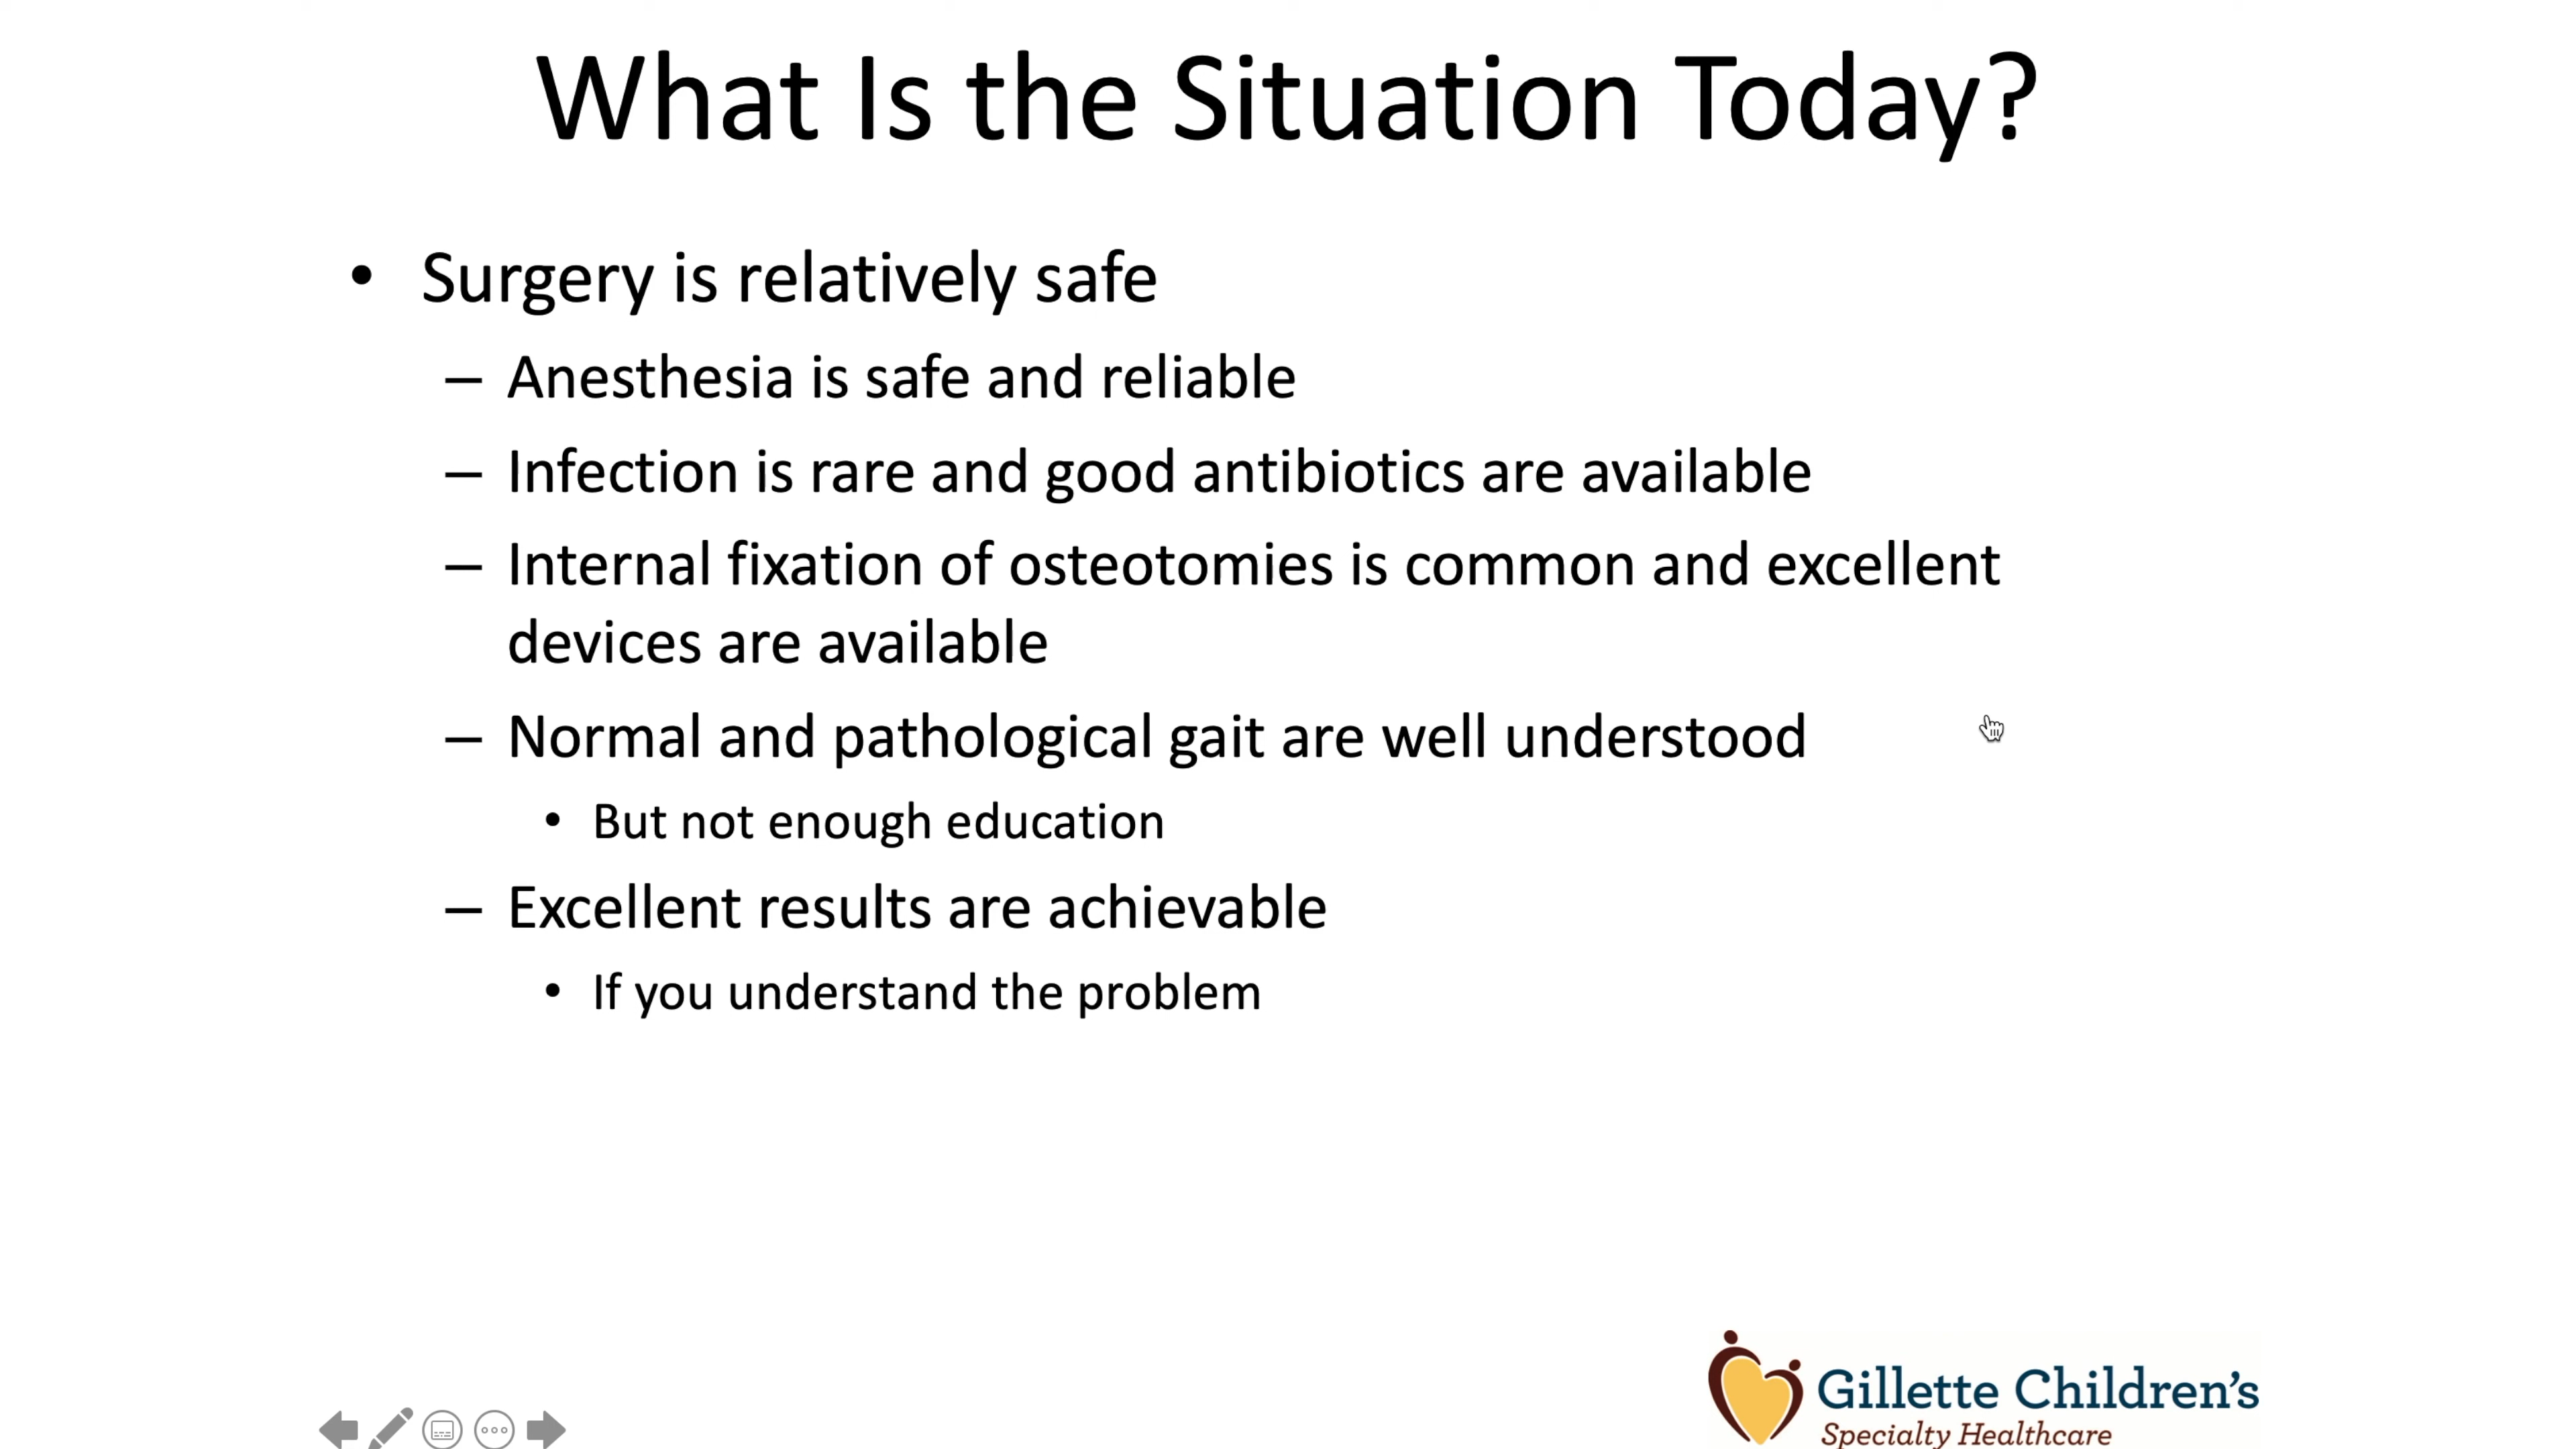 What Is the Situation Today?
• Surgery is relatively safe
– Anesthesia is safe and reliable
– Infection is rare and good antibiotics are available
– Internal fixation of osteotomies is common and excellent
devices are available
– Normal and pathological gait are well understood
• But not enough education
– Excellent results are achievable
• If you understand the problem
Gillette Children's
Specialty Healthcare